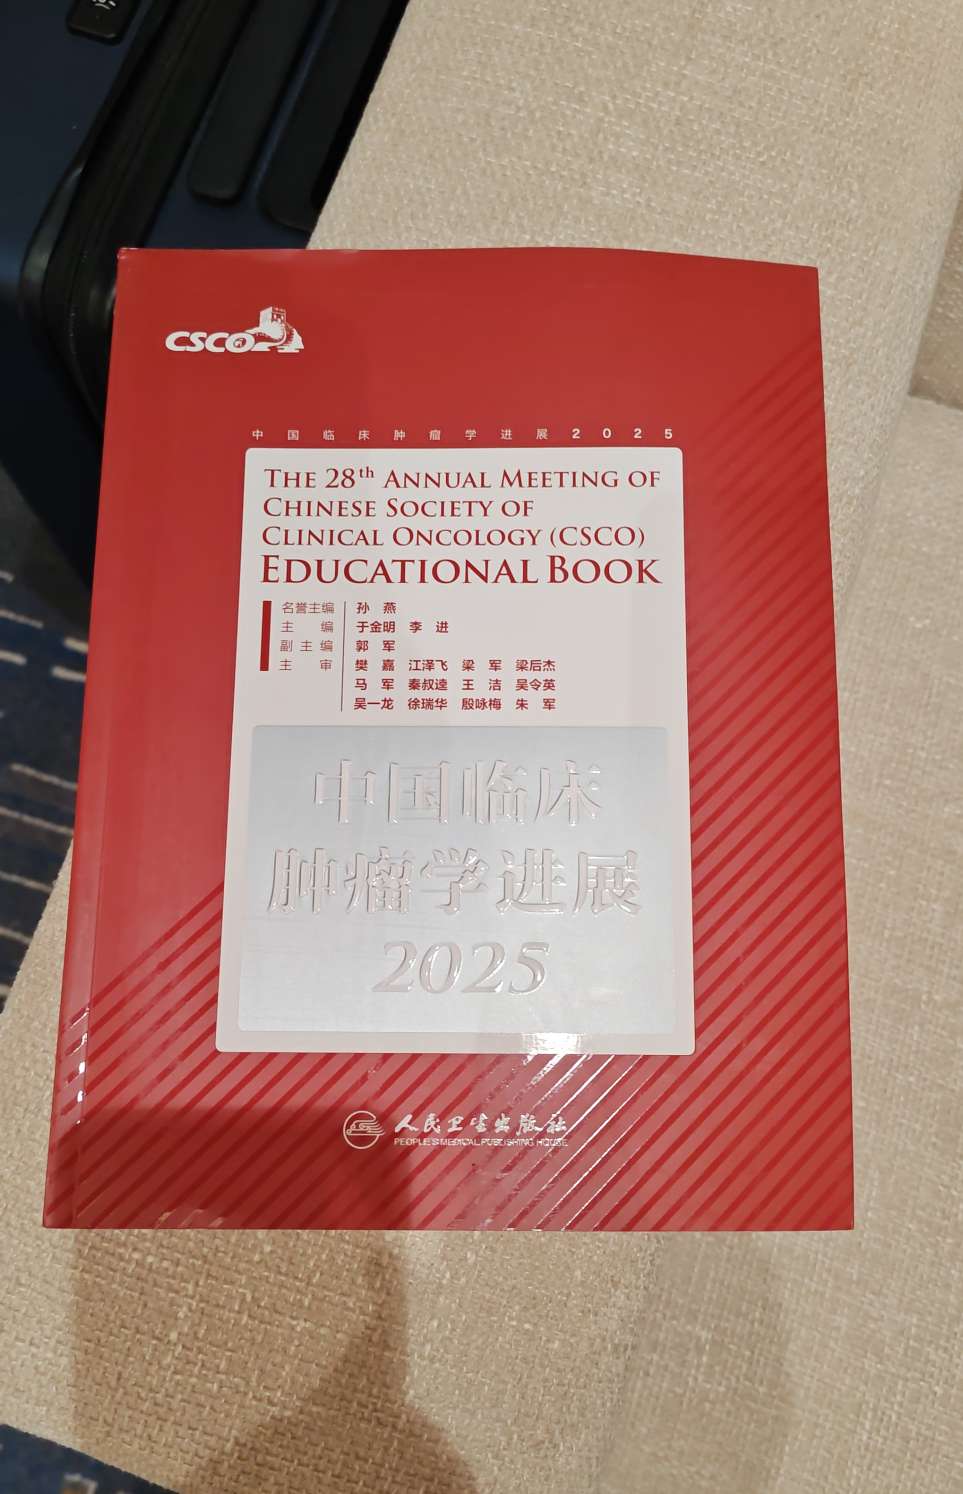 CSCO
中国临床肿瘤学进展2025
THE 28th ANNUAL MEETING OF
CHINESE SOCIETY OF
CLINICAL ONCOLOGY (CSCO)
EDUCATIONAL BOOK
名誉主编 孙 燕
主 编 于金明 李 进
副主编 郭 军
主 审 樊 嘉 江泽飞 梁 军 梁后杰
马 军 秦叔逵 王 洁 吴令英
吴一龙 徐瑞华 殷咏梅 朱 军
中国临床
肿瘤学进展
2025
人民卫生出版社
PEOPLE'S MEDICAL PUBLISHING HOUSE